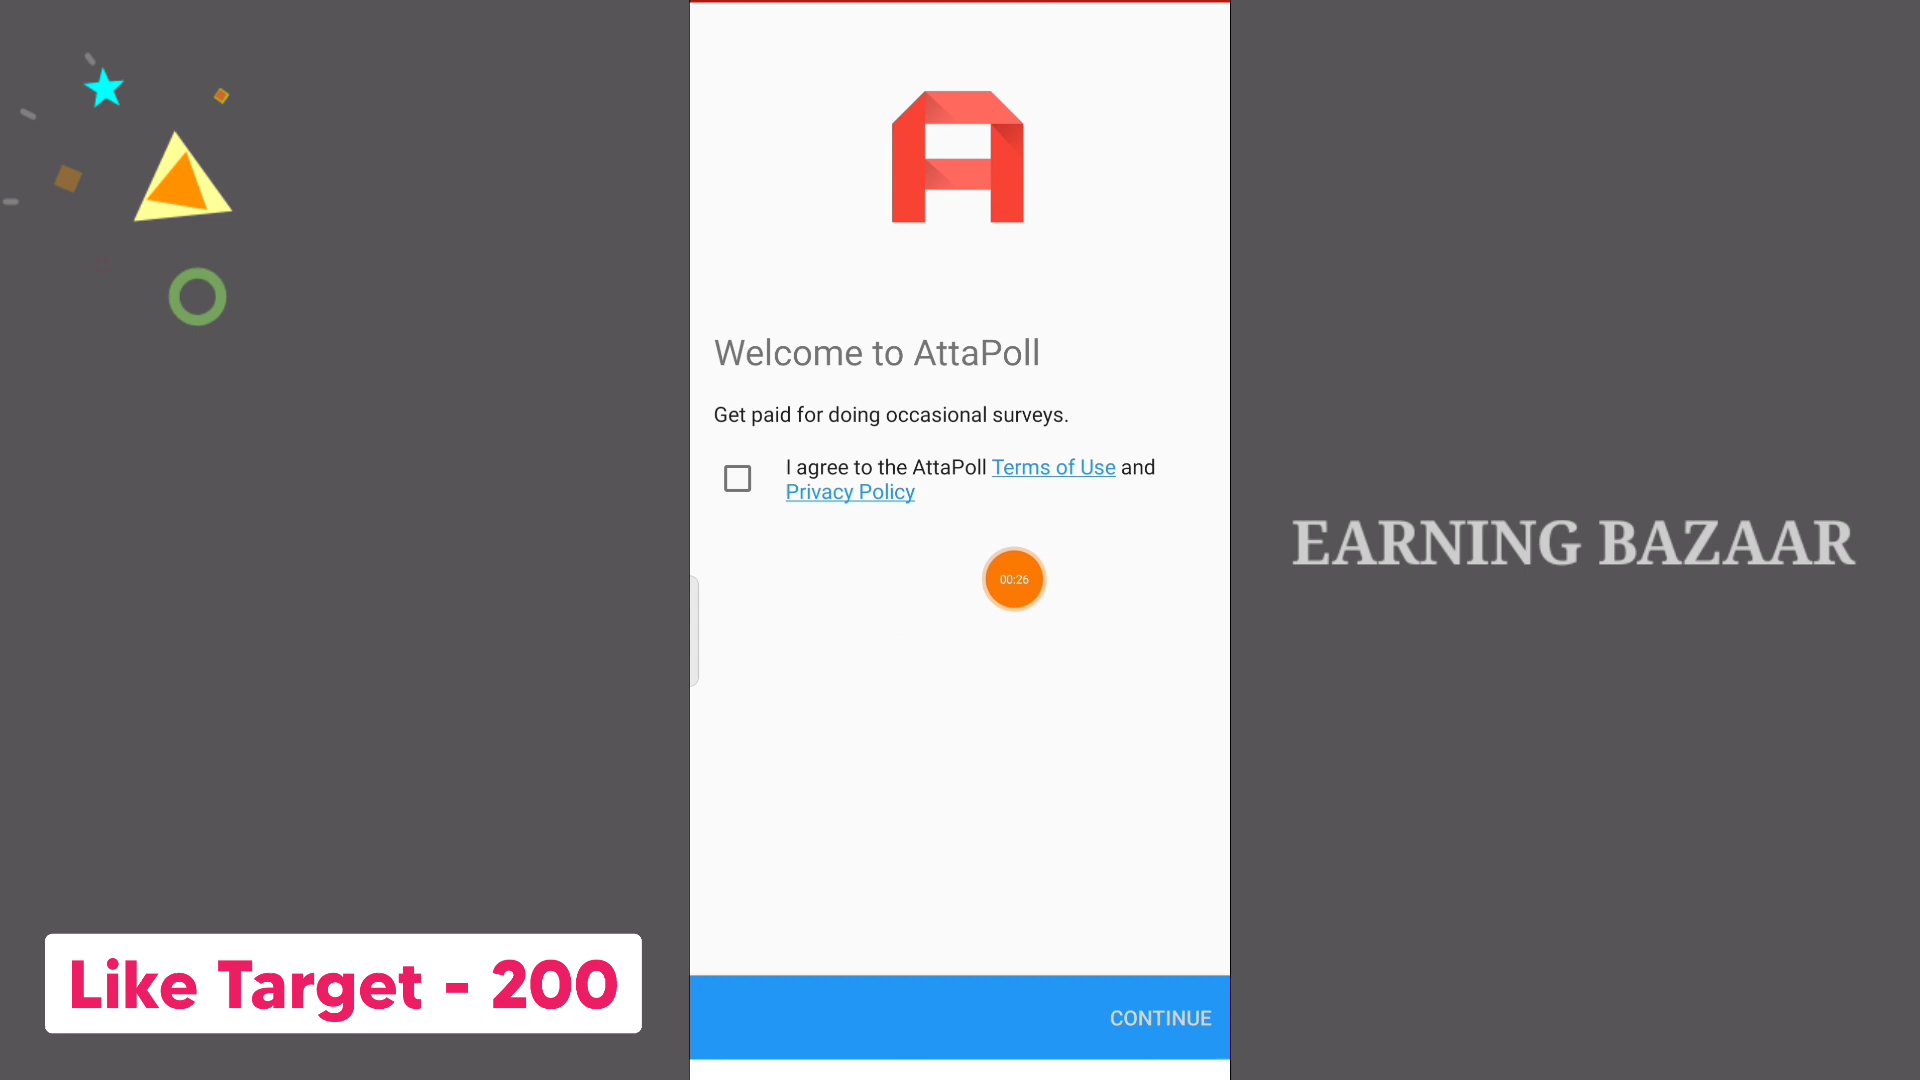 Welcome to AttaPoll
Get paid for doing occasional surveys.
I agree to the AttaPoll Terms of Use and
Privacy Policy
00:26
EARNING BAZAAR
Like Target - 200
CONTINUE